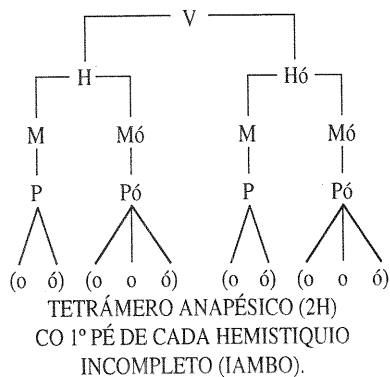 V
H Hó
M Mó M Mó
P Pó P Pó
(o ó) (o o ó) (o ó) (o o ó)
TETRÁMERO ANAPÉSICO (2H)
CO 1º PÉ DE CADA HEMISTIQUIO
INCOMPLETO (IAMBO).